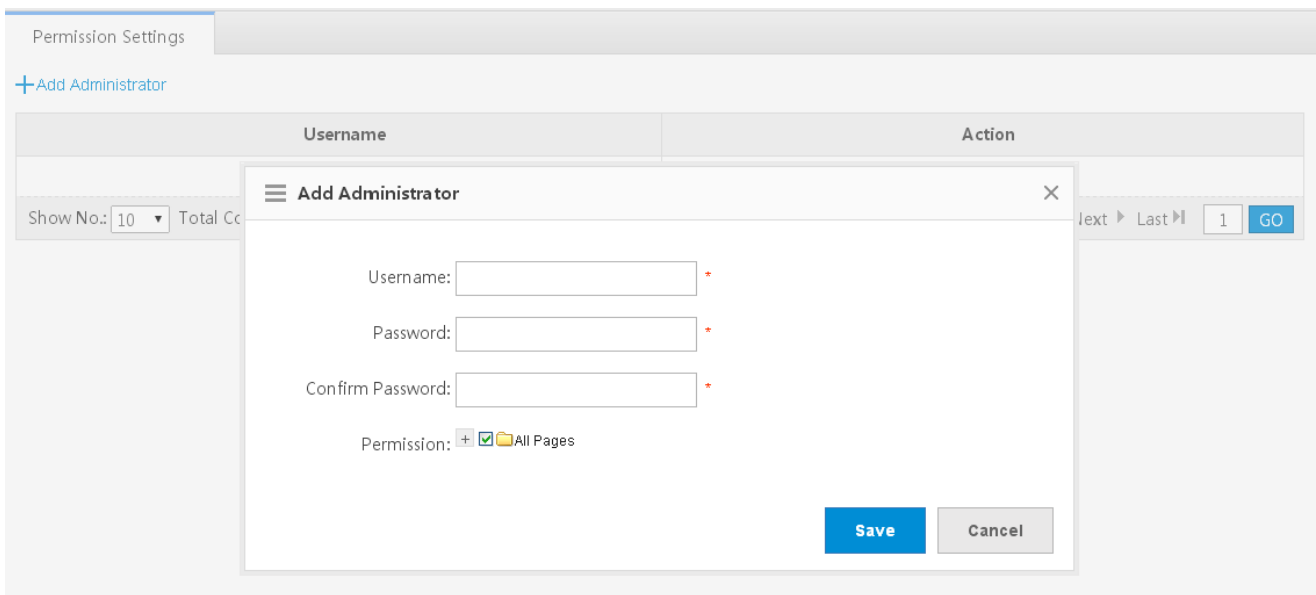 Permission Settings
+Add Administrator
Username Action
Add Administrator
Show No.: 10 Total Last 1 GO
Username: *
Password: *
Confirm Password: *
Permission: + All Pages
Save Cancel